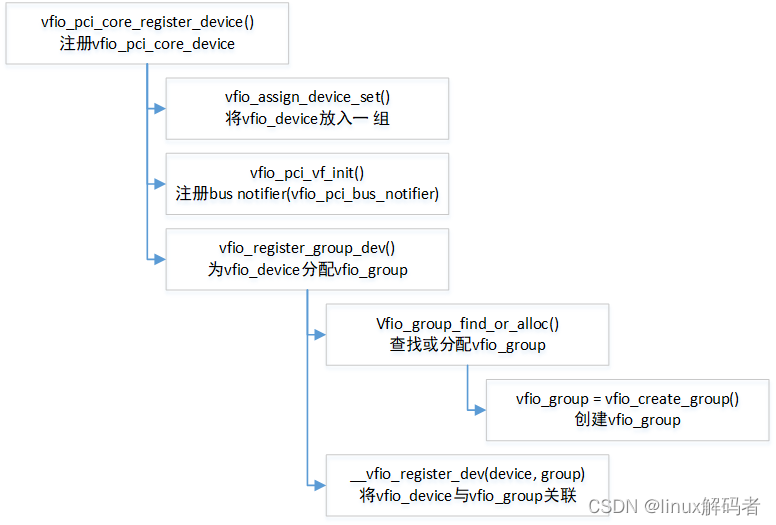 vfio_pci_core_register_device()
注册vfio_pci_core_device
vfio_assign_device_set()
将vfio_device放入一 组
vfio_pci_vf_init()
注册bus notifier(vfio_pci_bus_notifier)
vfio_register_group_dev()
为vfio_device分配vfio_group
Vfio_group_find_or_alloc()
查找或分配vfio_group
vfio_group = vfio_create_group()
创建vfio_group
__vfio_register_dev(device, group)
将vfio_device与vfio_group关联
CSDN @linux解码者